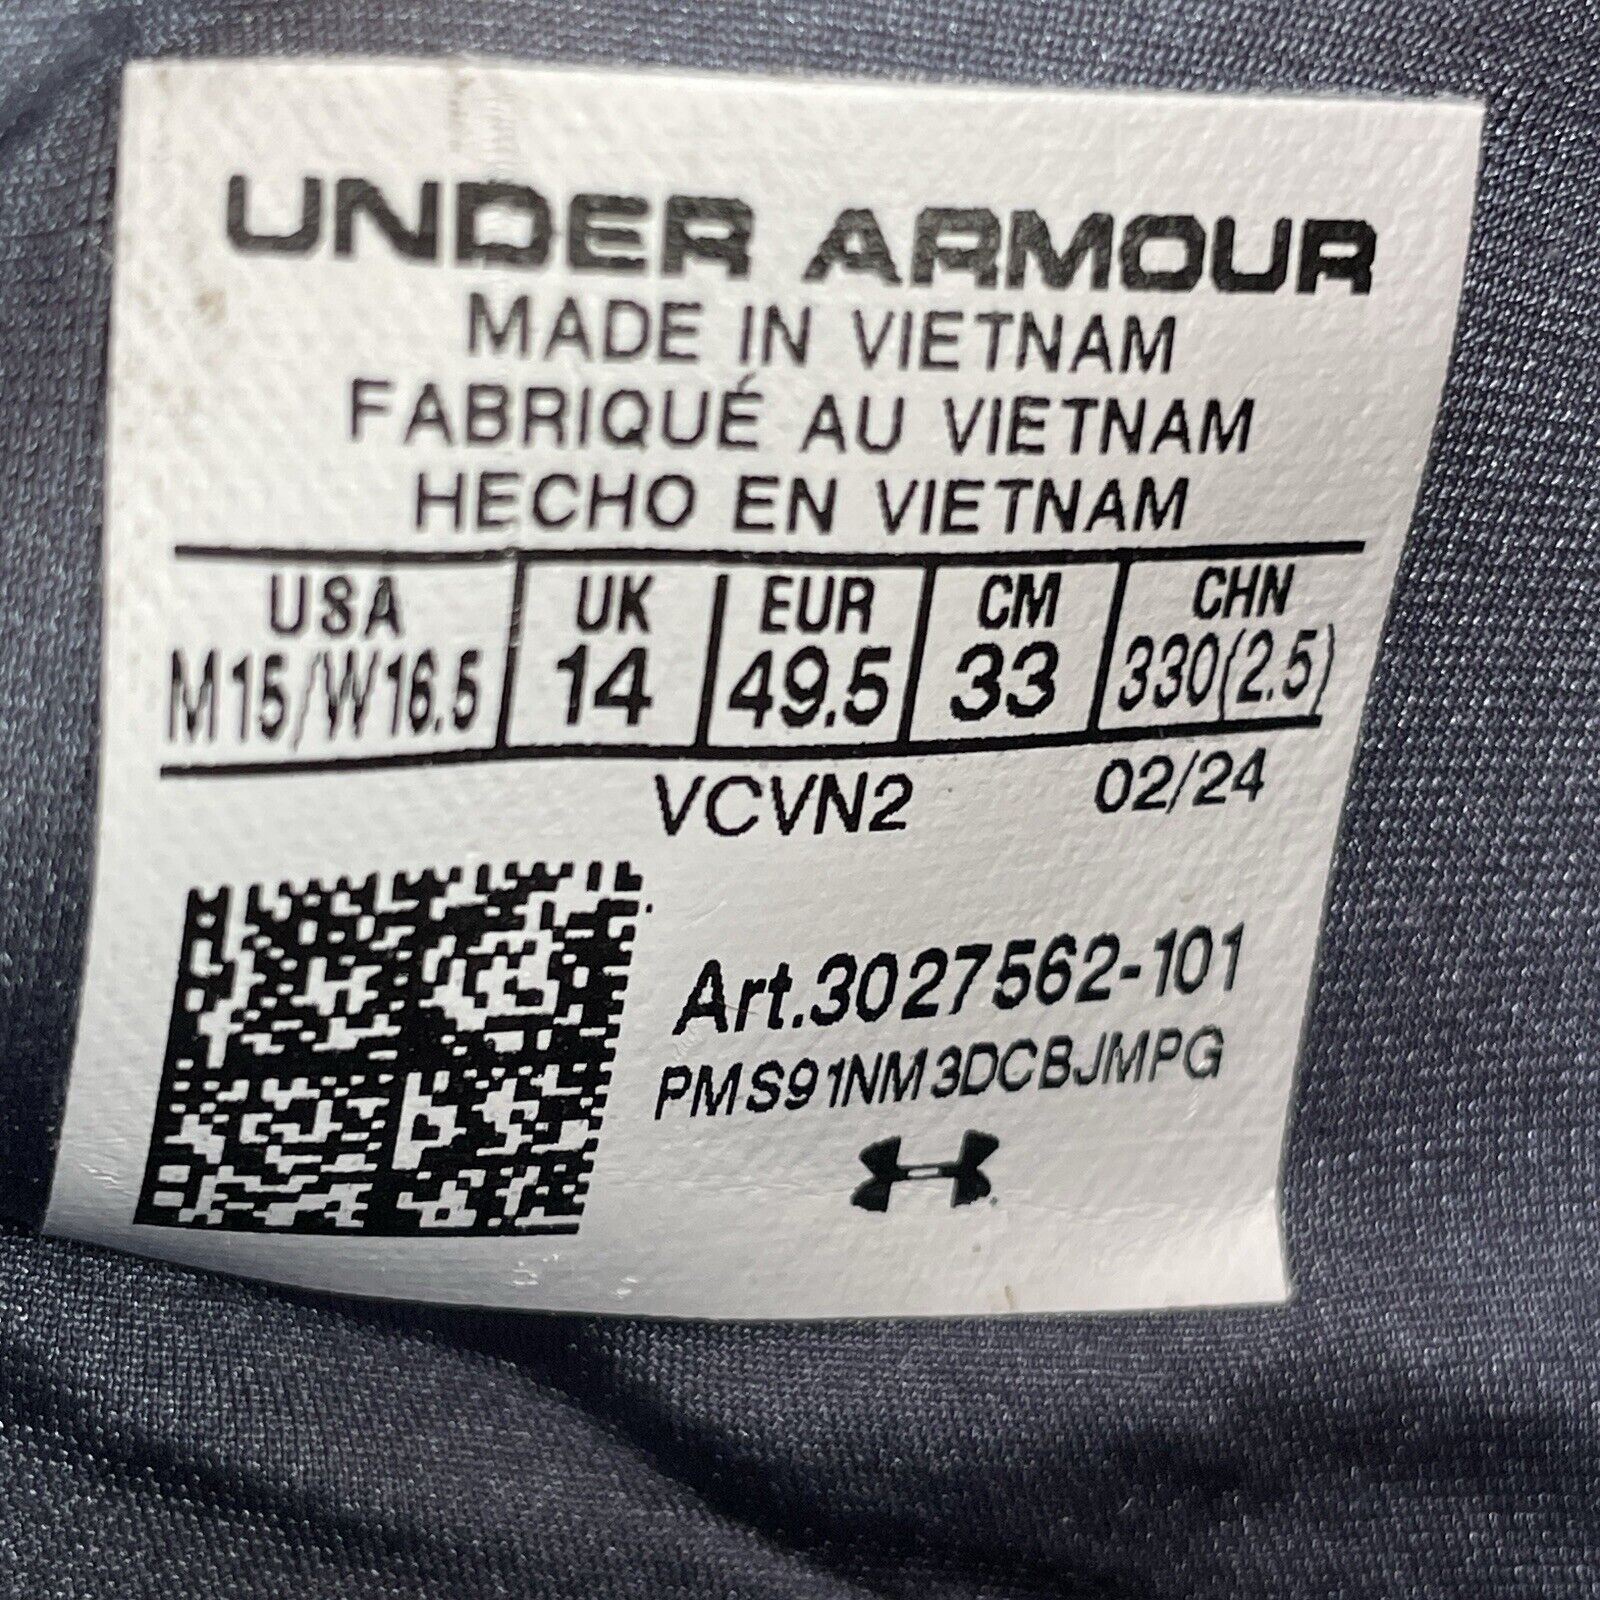 UNDER ARMOUR
MADE IN VIETNAM
FABRIQUÉ AU VIETNAM
HECHO EN VIETNAM
USA UK EUR CM CHN
M15/W16.5 14 49.5 33 330(2.5)
VCVN2 02/24
Art.3027562-101
PMS91NM3DCBJMPG